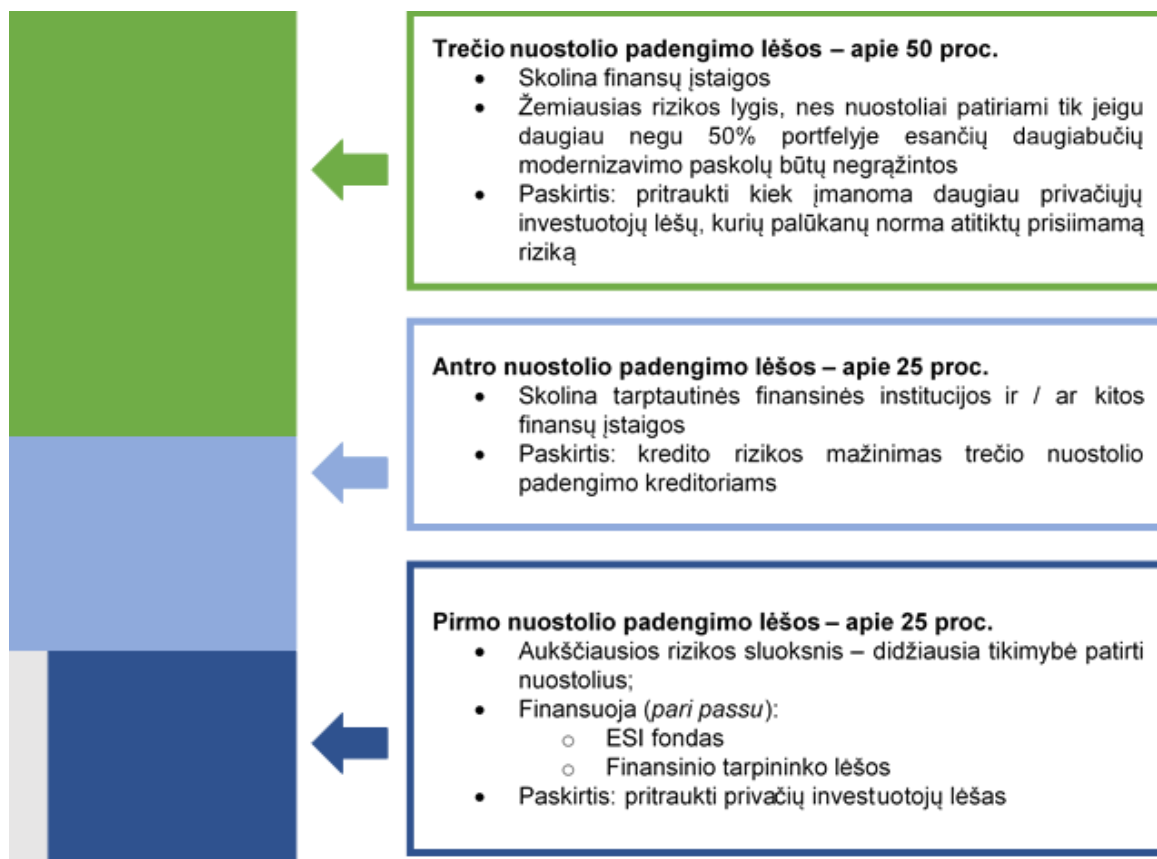 Trečio nuostolio padengimo lėšos – apie 50 proc.
• Skolina finansų įstaigos
• Žemiausias rizikos lygis, nes nuostoliai patiriami tik jeigu
daugiau negu 50% portfelyje esančių daugiabučių
modernizavimo paskolų būtų negrąžintos
• Paskirtis: pritraukti kiek įmanoma daugiau privačiųjų
investuotojų lėšų, kurių palūkanų norma atitiktų prisiimamą
riziką
Antro nuostolio padengimo lėšos – apie 25 proc.
• Skolina tarptautinės finansinės institucijos ir / ar kitos
finansų įstaigos
• Paskirtis: kredito rizikos mažinimas trečio nuostolio
padengimo kreditoriams
Pirmo nuostolio padengimo lėšos – apie 25 proc.
• Aukščiausios rizikos sluoksnis – didžiausia tikimybė patirti
nuostolius;
• Finansuoja (pari passu):
o ESI fondas
o Finansinio tarpininko lėšos
• Paskirtis: pritraukti privačių investuotojų lėšas